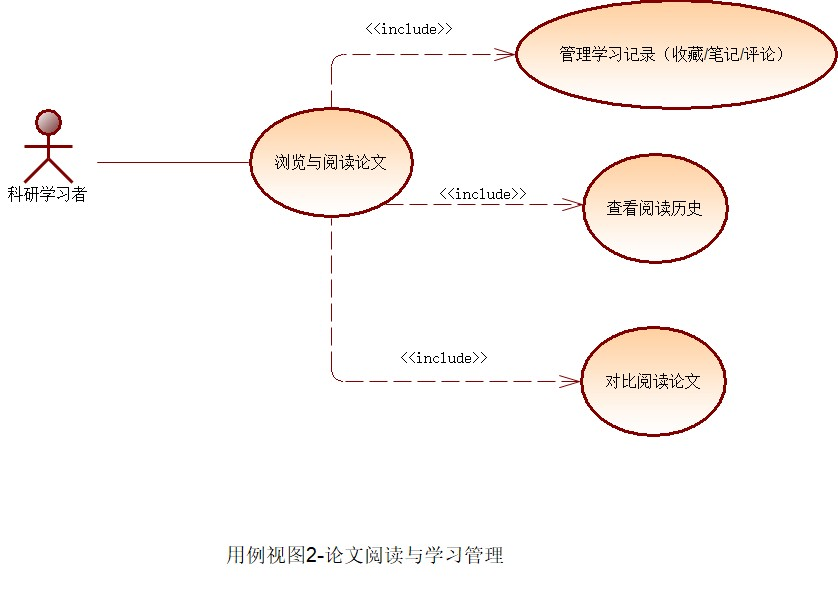 <<include>>
管理学习记录（收藏/笔记/评论）
浏览与阅读论文
科研学习者
<<include>>
查看阅读历史
<<include>>
对比阅读论文
用例视图2-论文阅读与学习管理